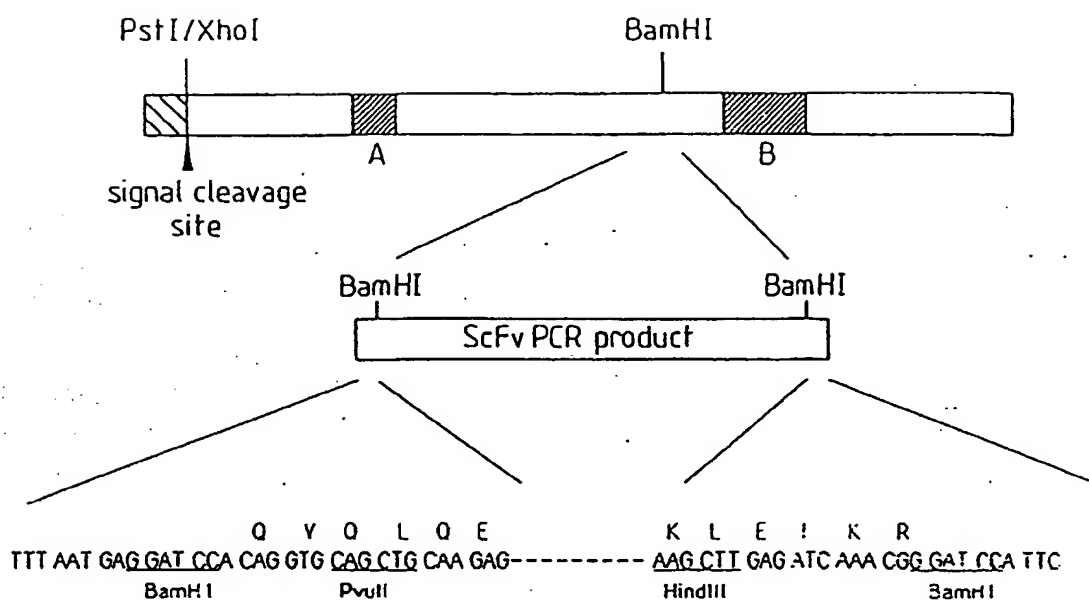 PstI/XhoI BamHI
A B
signal cleavage
site
BamHI BamHI
ScFv PCR product
Q V Q L Q E K L E I K R
TTT AAT GAG GAT CCA CAG GTG CAG CTG CAA GAG---------- AAG CTT GAG ATC AAA CGG GAT CCA TTC
BamHI PvuII HindIII BamHI